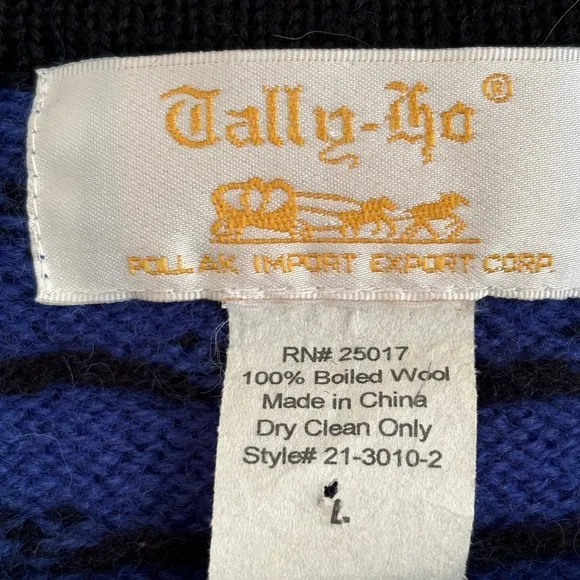 Tally-Ho®
POLLAK IMPORT EXPORT CORP.
RN# 25017
100% Boiled Wool
Made in China
Dry Clean Only
Style# 21-3010-2
L